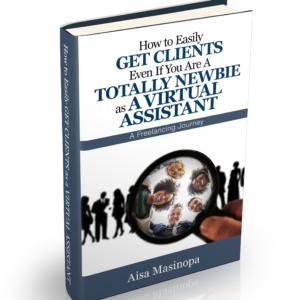 How to Easily
GET CLIENTS
Even If You Are A
TOTALLY NEWBIE
as A VIRTUAL
ASSISTANT
A Freelancing Journey
Aisa Masinopa
How to Easily GET CLIENTS as a VIRTUAL ASSISTANT